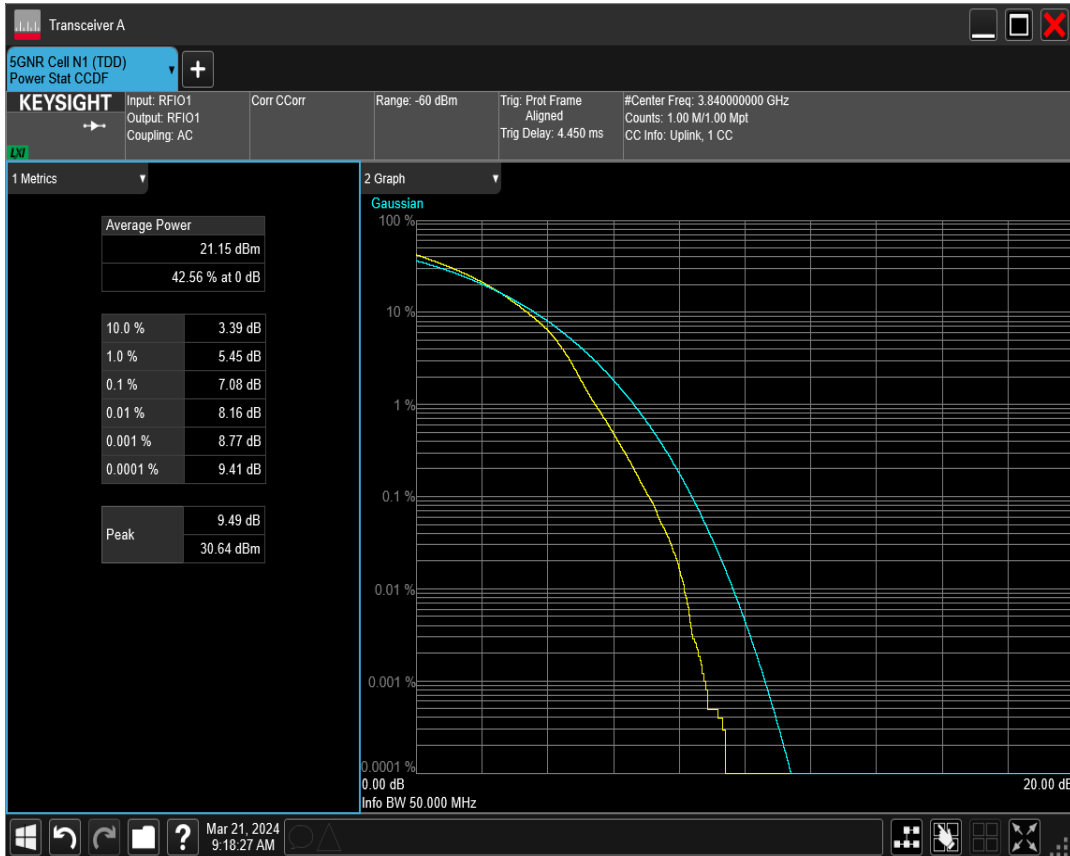 Transceiver A
5GNR Cell N1 (TDD)
Power Stat CCDF
+
KEYSIGHT
LXI
Input: RFIO1
Output: RFIO1
Coupling: AC
Corr CCorr
Range: -60 dBm
Trig: Prot Frame
Aligned
Trig Delay: 4.450 ms
#Center Freq: 3.840000000 GHz
Counts: 1.00 M/1.00 Mpt
CC Info: Uplink, 1 CC
1 Metrics
Average Power
21.15 dBm
42.56 % at 0 dB
10.0 % 3.39 dB
1.0 % 5.45 dB
0.1 % 7.08 dB
0.01 % 8.16 dB
0.001 % 8.77 dB
0.0001 % 9.41 dB
Peak
9.49 dB
30.64 dBm
2 Graph
Gaussian
100 %
10 %
1 %
0.1 %
0.01 %
0.001 %
0.0001 %
0.00 dB 20.00 dB
Info BW 50.000 MHz
?
Mar 21, 2024
9:18:27 AM